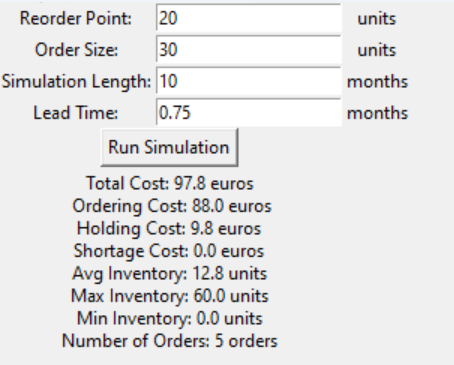 Reorder Point: 20 units
Order Size: 30 units
Simulation Length: 10 months
Lead Time: 0.75 months
Run Simulation
Total Cost: 97.8 euros
Ordering Cost: 88.0 euros
Holding Cost: 9.8 euros
Shortage Cost: 0.0 euros
Avg Inventory: 12.8 units
Max Inventory: 60.0 units
Min Inventory: 0.0 units
Number of Orders: 5 orders